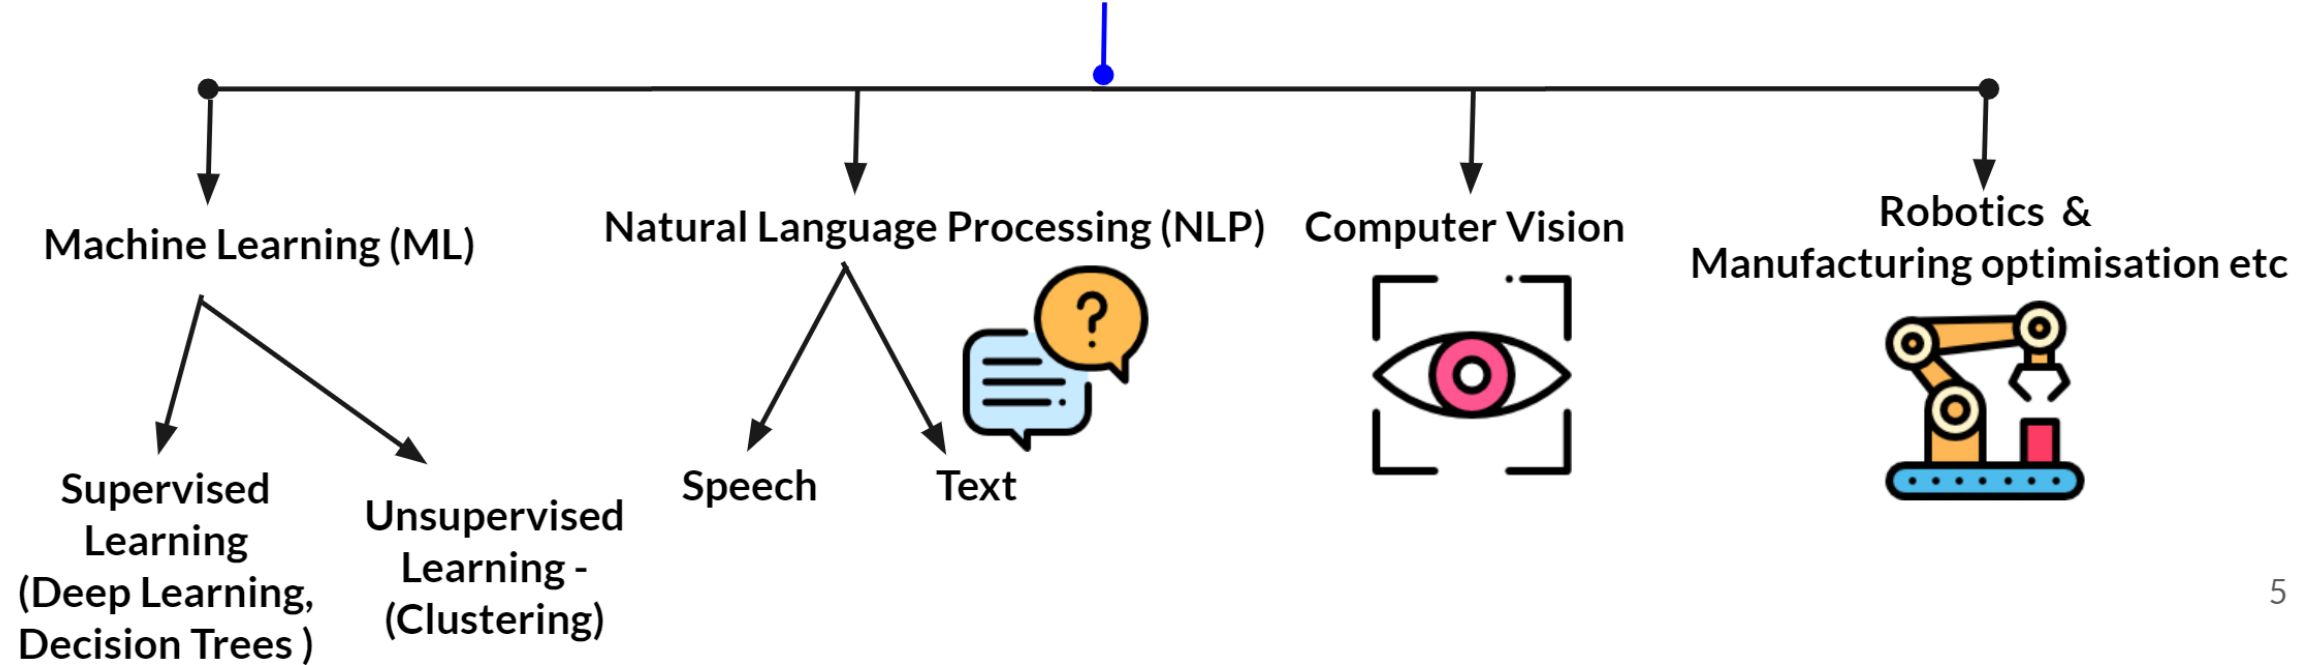 Machine Learning (ML)
Natural Language Processing (NLP)
Computer Vision
Robotics &
Manufacturing optimisation etc
?
Supervised
Learning
(Deep Learning,
Decision Trees )
Unsupervised
Learning -
(Clustering)
Speech
Text
5